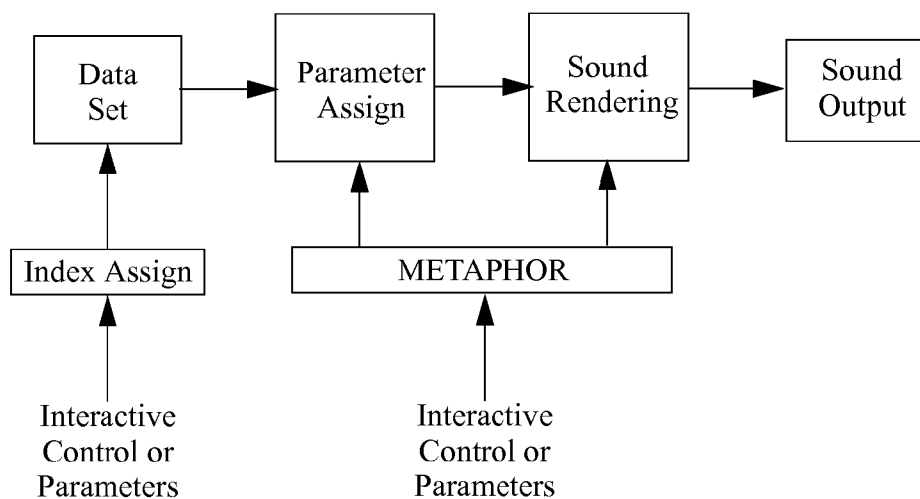 Data
Set
Parameter
Assign
Sound
Rendering
Sound
Output
Index Assign
METAPHOR
Interactive
Control or
Parameters
Interactive
Control or
Parameters